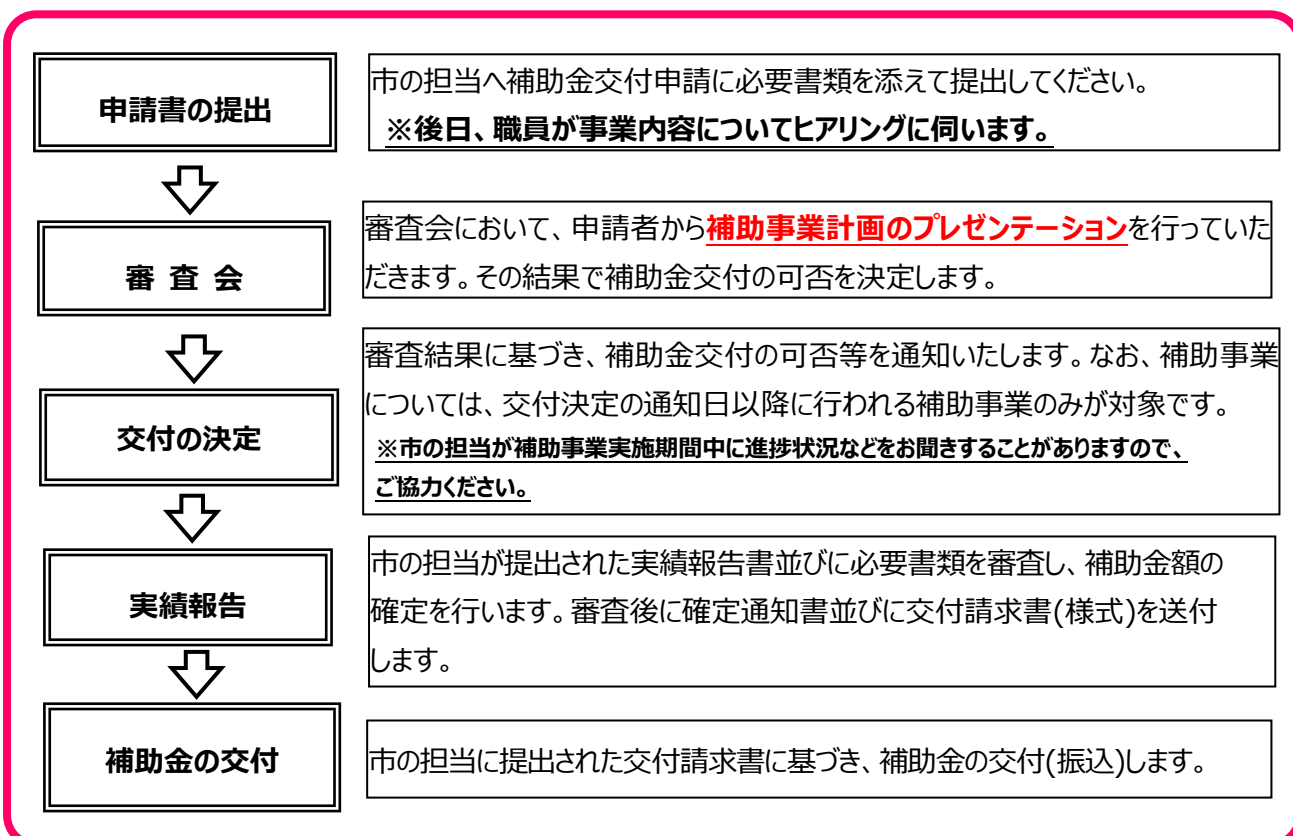 申請書の提出
市の担当へ補助金交付申請に必要書類を添えて提出してください。
※後日、職員が事業内容についてヒアリングに伺います。
審 査 会
審査会において、申請者から補助事業計画のプレゼンテーションを行っていた
だきます。その結果で補助金交付の可否を決定します。
交付の決定
審査結果に基づき、補助金交付の可否等を通知いたします。なお、補助事業
については、交付決定の通知日以降に行われる補助事業のみが対象です。
※市の担当が補助事業実施期間中に進捗状況などをお聞きすることがありますので、
ご協力ください。
実績報告
市の担当が提出された実績報告書並びに必要書類を審査し、補助金額の
確定を行います。審査後に確定通知書並びに交付請求書(様式)を送付
します。
補助金の交付
市の担当に提出された交付請求書に基づき、補助金の交付(振込)します。